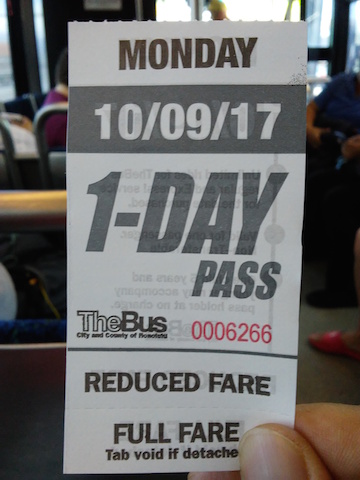 MONDAY
10/09/17
1-DAY
PASS
TheBus 0006266
City and County of Honolulu
REDUCED FARE
FULL FARE
Tab void if detache